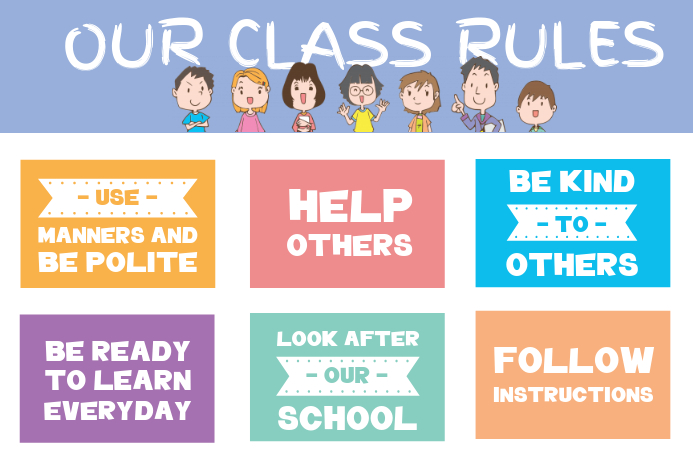 OUR CLASS RULES
- USE -
MANNERS AND
BE POLITE
HELP
OTHERS
BE KIND
- TO -
OTHERS
BE READY
TO LEARN
EVERYDAY
LOOK AFTER
- OUR -
SCHOOL
FOLLOW
INSTRUCTIONS